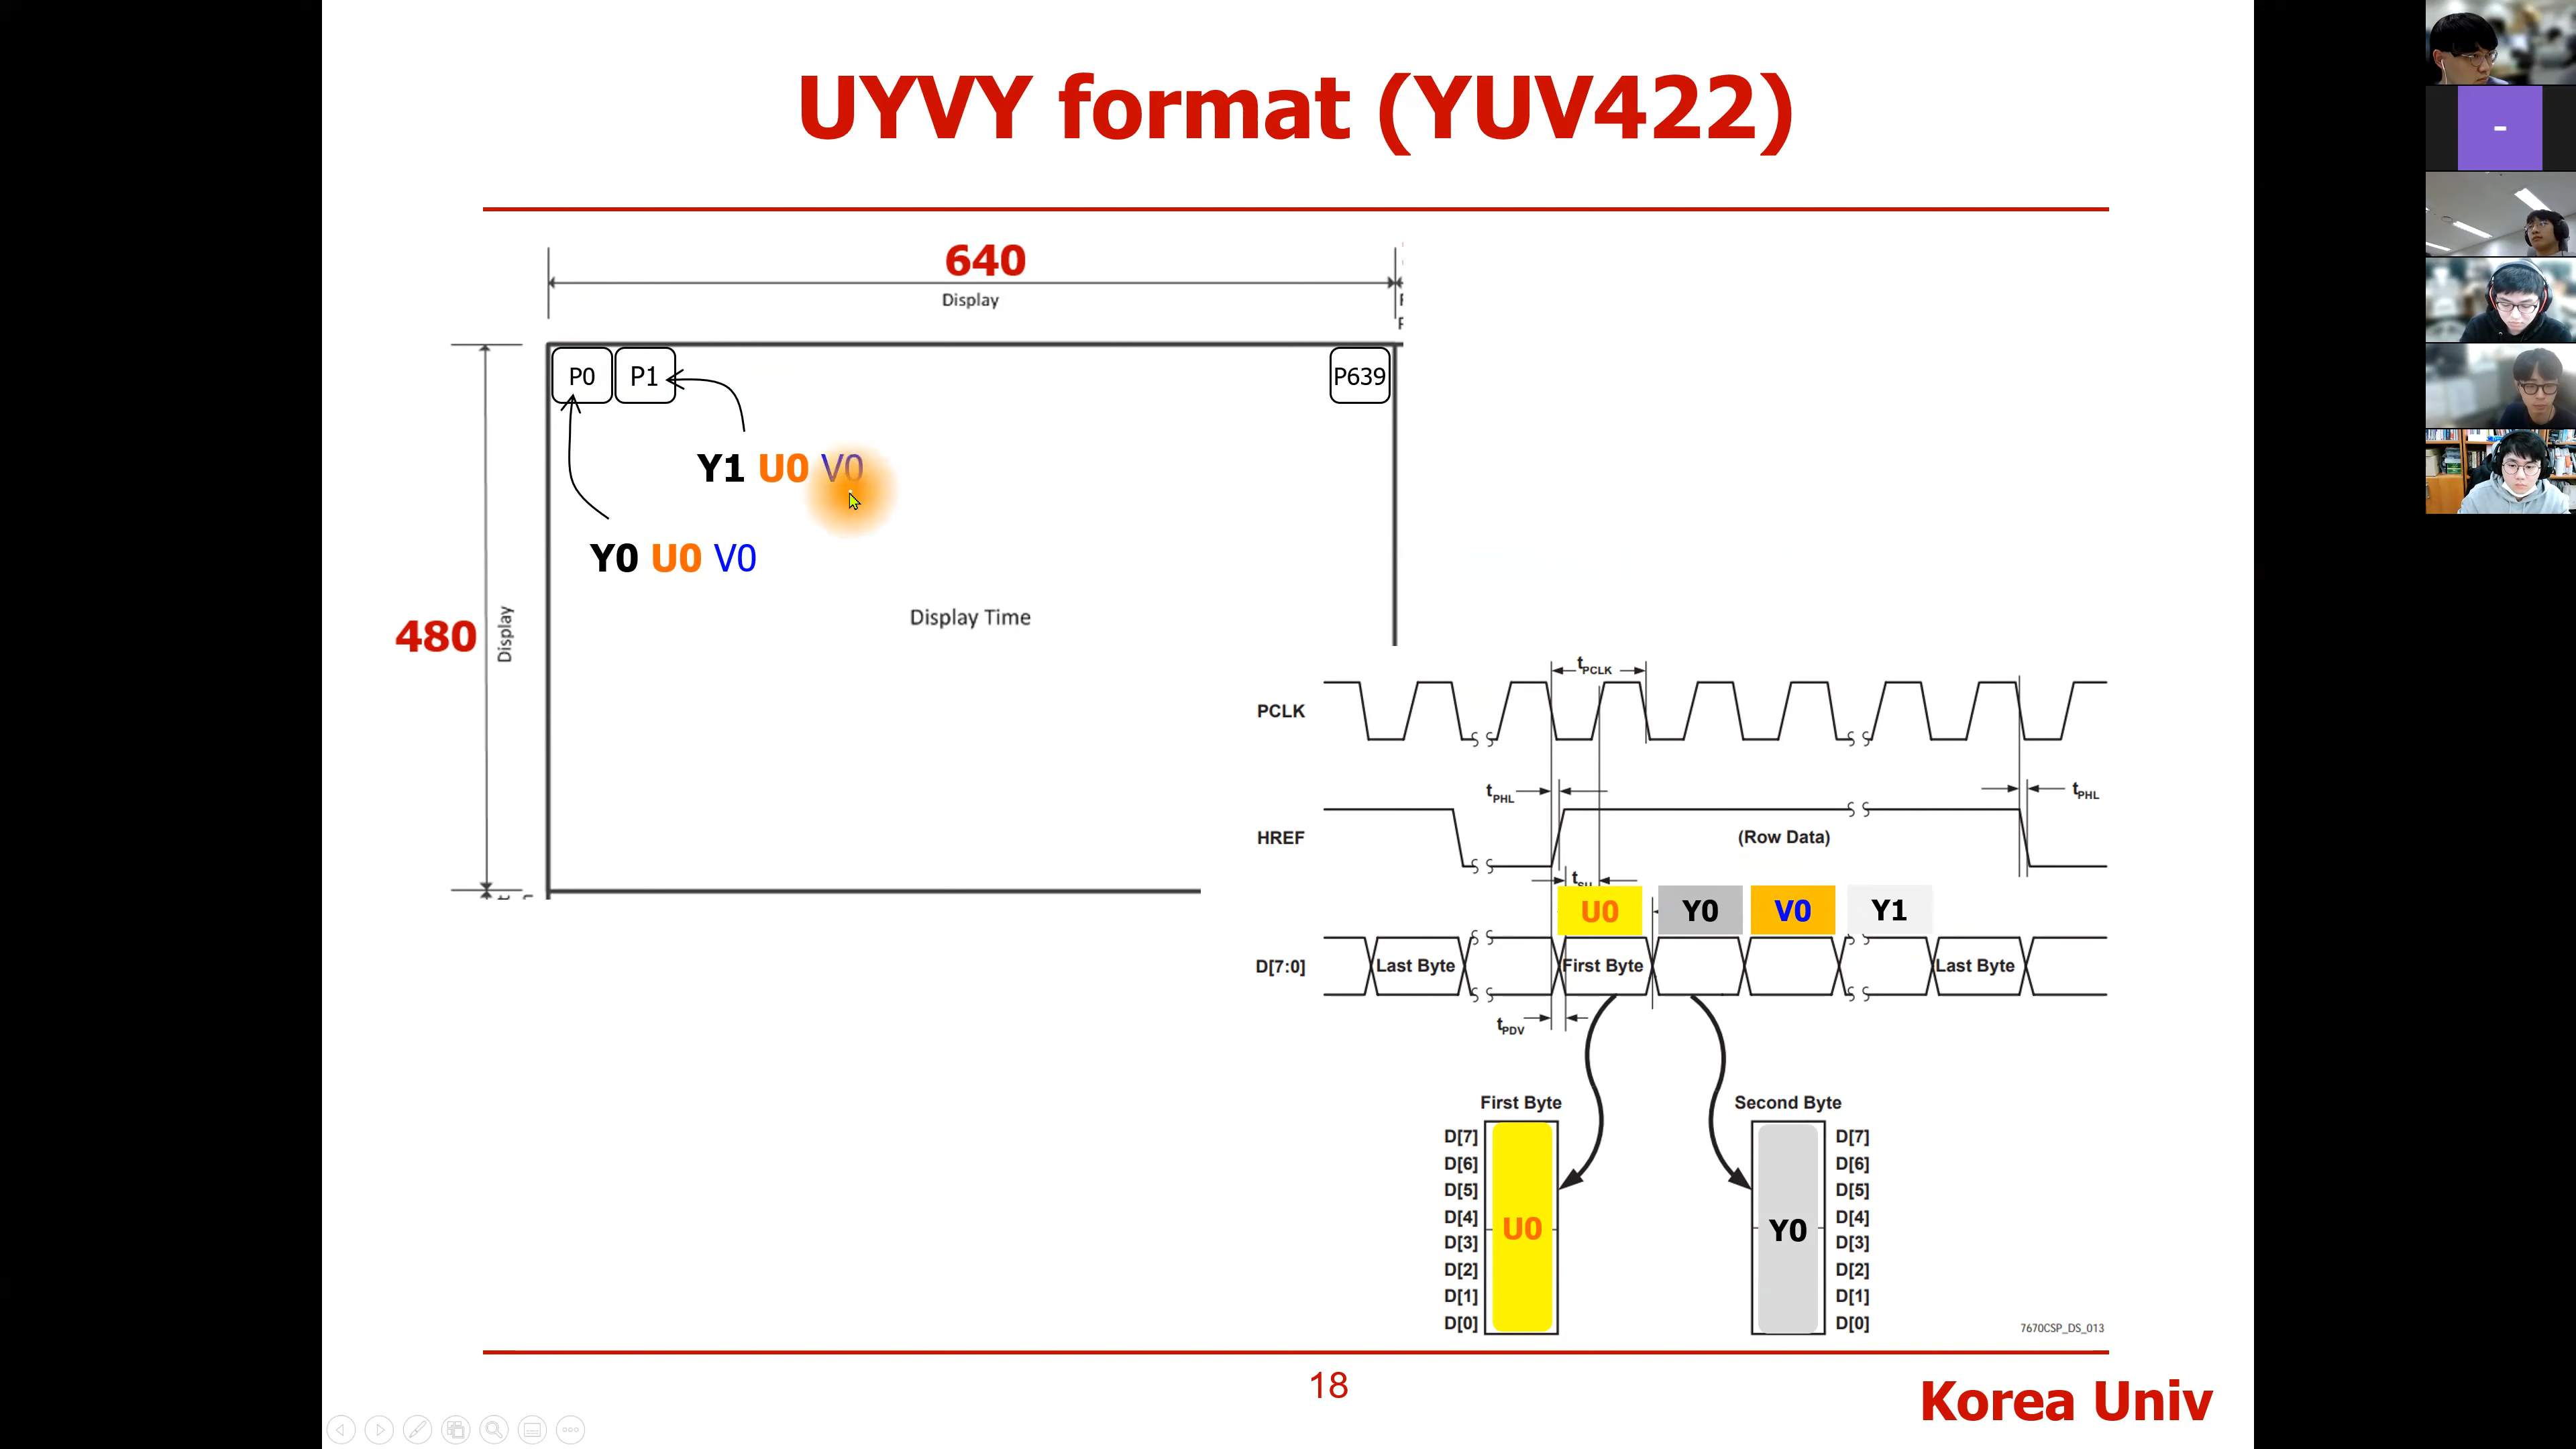 UYVY format (YUV422)
640
Display
P0 P1 P639
Y1 U0 V0
Y0 U0 V0
Display Time
480
Display
tPCLK
PCLK
tPHL tPHL
HREF (Row Data)
U0 Y0 V0 Y1
D[7:0] Last Byte First Byte Last Byte
tPDV
First Byte Second Byte
D[7] D[7]
D[6] D[6]
D[5] D[5]
D[4] D[4]
U0 Y0
D[3] D[3]
D[2] D[2]
D[1] D[1]
D[0] D[0]
7670CSP_DS_013
18
Korea Univ